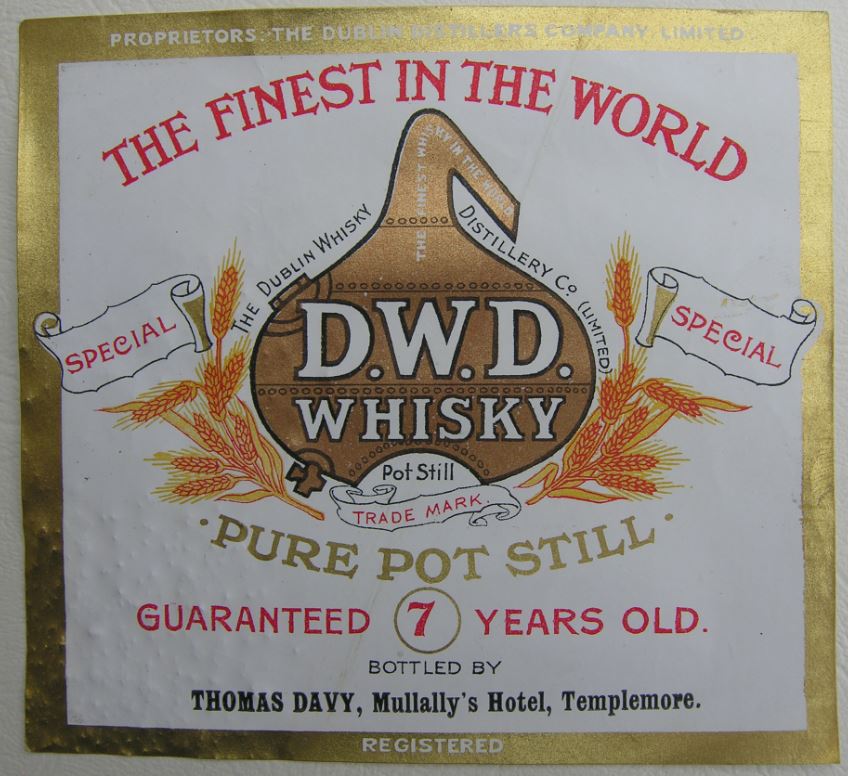 PROPRIETORS: THE DUBLIN DISTILLERS COMPANY LIMITED
THE FINEST IN THE WORLD
THE FINEST WHISKY IN THE WORLD
THE DUBLIN WHISKY DISTILLERY Co. (LIMITED)
SPECIAL
SPECIAL
D.W.D.
WHISKY
Pot Still
TRADE MARK.
·PURE POT STILL·
GUARANTEED 7 YEARS OLD.
BOTTLED BY
THOMAS DAVY, Mullally's Hotel, Templemore.
REGISTERED